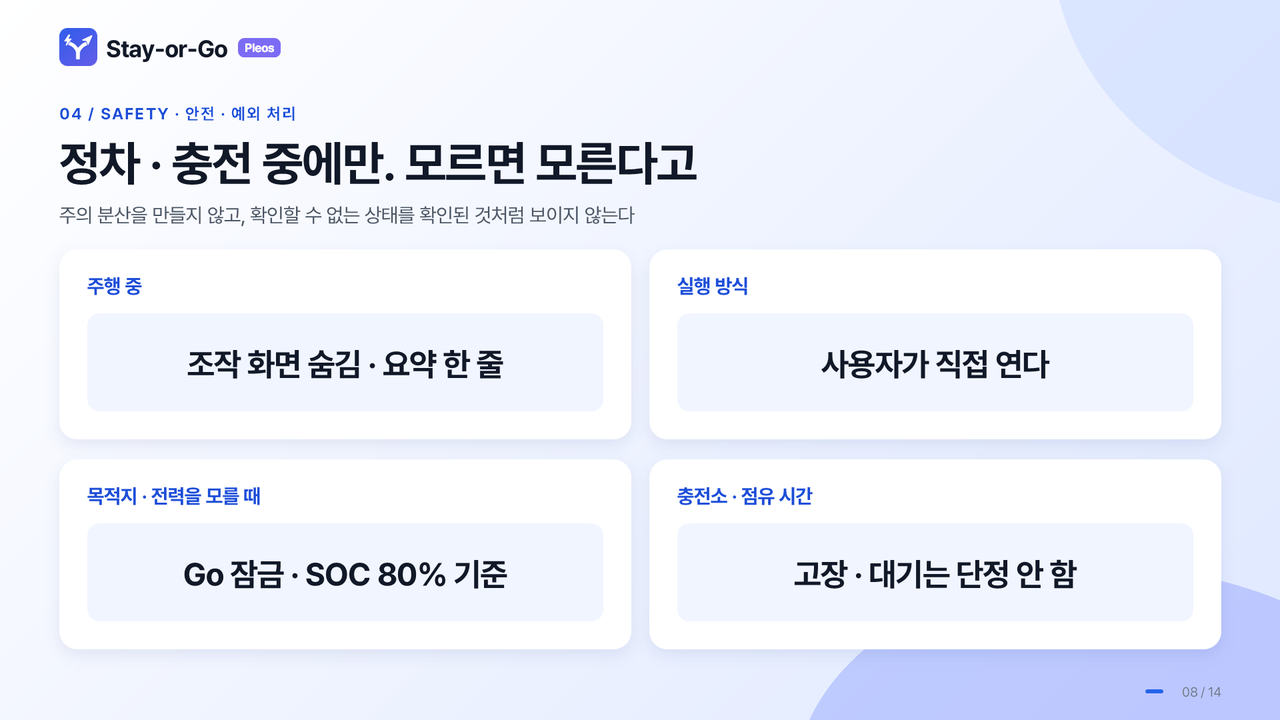 Stay-or-Go Pleos
04 / SAFETY · 안전 · 예외 처리
정차 · 충전 중에만. 모르면 모른다고
주의 분산을 만들지 않고, 확인할 수 없는 상태를 확인된 것처럼 보이지 않는다
주행 중
조작 화면 숨김 · 요약 한 줄
실행 방식
사용자가 직접 연다
목적지 · 전력을 모를 때
Go 잠금 · SOC 80% 기준
충전소 · 점유 시간
고장 · 대기는 단정 안 함
08 / 14